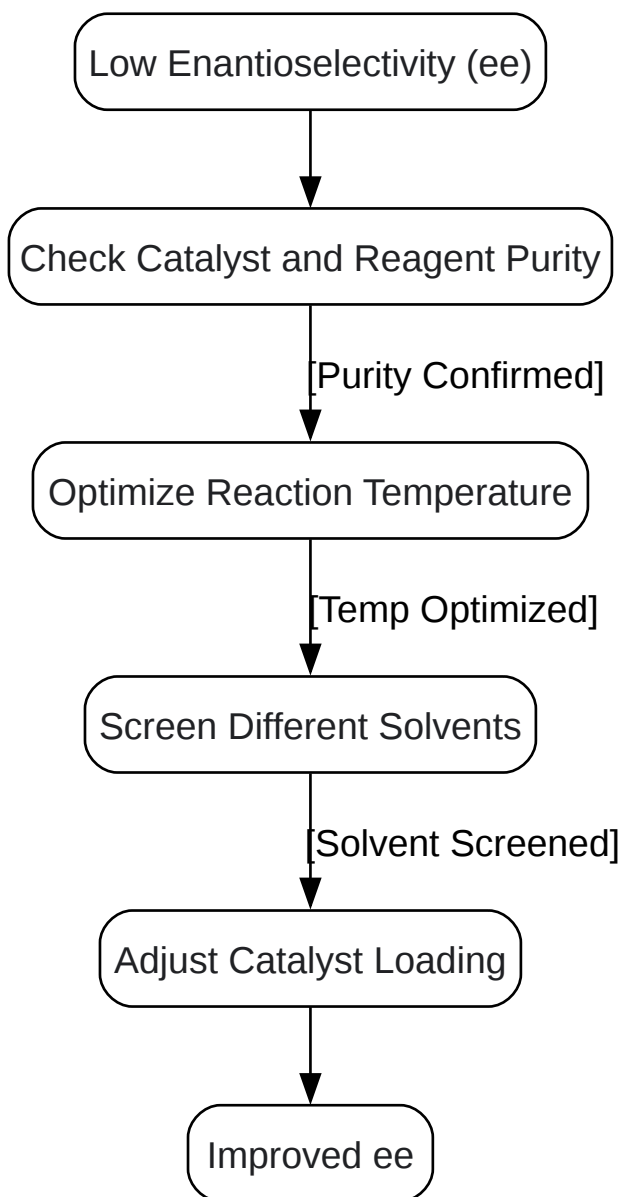 Low Enantioselectivity (ee)
Check Catalyst and Reagent Purity
[Purity Confirmed]
Optimize Reaction Temperature
[Temp Optimized]
Screen Different Solvents
[Solvent Screened]
Adjust Catalyst Loading
Improved ee